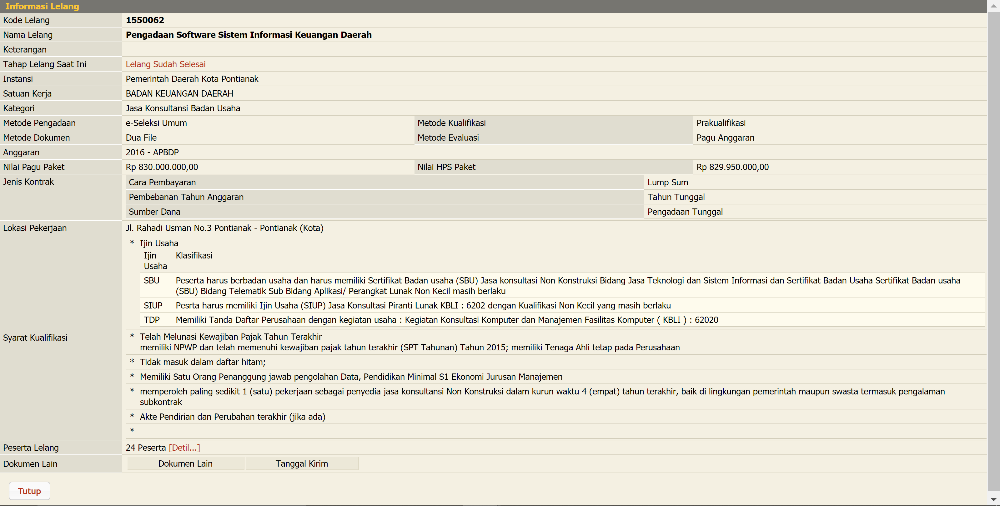 Informasi Lelang
Kode Lelang 1550062
Nama Lelang Pengadaan Software Sistem Informasi Keuangan Daerah
Keterangan
Tahap Lelang Saat Ini Lelang Sudah Selesai
Instansi Pemerintah Daerah Kota Pontianak
Satuan Kerja BADAN KEUANGAN DAERAH
Kategori Jasa Konsultansi Badan Usaha
Metode Pengadaan e-Seleksi Umum Metode Kualifikasi Prakualifikasi
Metode Dokumen Dua File Metode Evaluasi Pagu Anggaran
Anggaran 2016 - APBDP
Nilai Pagu Paket Rp 830.000.000,00 Nilai HPS Paket Rp 829.950.000,00
Jenis Kontrak Cara Pembayaran Lump Sum
Pembebanan Tahun Anggaran Tahun Tunggal
Sumber Dana Pengadaan Tunggal
Lokasi Pekerjaan Jl. Rahadi Usman No.3 Pontianak - Pontianak (Kota)
Syarat Kualifikasi
* Ijin Usaha
Ijin Usaha Klasifikasi
SBU Peserta harus berbadan usaha dan harus memiliki Sertifikat Badan usaha (SBU) Jasa konsultasi Non Konstruksi Bidang Jasa Teknologi dan Sistem Informasi dan Sertifikat Badan Usaha Sertifikat Badan usaha
(SBU) Bidang Telematik Sub Bidang Aplikasi/ Perangkat Lunak Non Kecil masih berlaku
SIUP Pesrta harus memiliki Ijin Usaha (SIUP) Jasa Konsultasi Piranti Lunak KBLI : 6202 dengan Kualifikasi Non Kecil yang masih berlaku
TDP Memiliki Tanda Daftar Perusahaan dengan kegiatan usaha : Kegiatan Konsultasi Komputer dan Manajemen Fasilitas Komputer ( KBLI ) : 62020
* Telah Melunasi Kewajiban Pajak Tahun Terakhir
memiliki NPWP dan telah memenuhi kewajiban pajak tahun terakhir (SPT Tahunan) Tahun 2015; memiliki Tenaga Ahli tetap pada Perusahaan
* Tidak masuk dalam daftar hitam;
* Memiliki Satu Orang Penanggung jawab pengolahan Data, Pendidikan Minimal S1 Ekonomi Jurusan Manajemen
* memperoleh paling sedikit 1 (satu) pekerjaan sebagai penyedia jasa konsultansi Non Konstruksi dalam kurun waktu 4 (empat) tahun terakhir, baik di lingkungan pemerintah maupun swasta termasuk pengalaman
subkontrak
* Akte Pendirian dan Perubahan terakhir (jika ada)
*
Peserta Lelang 24 Peserta [Detil...]
Dokumen Lain Dokumen Lain Tanggal Kirim
Tutup